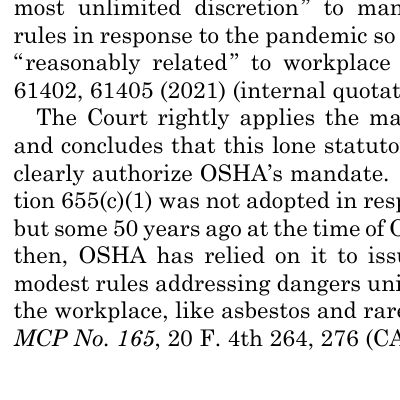 most unlimited discretion” to man
rules in response to the pandemic so
“reasonably related” to workplace
61402, 61405 (2021) (internal quotat
The Court rightly applies the ma
and concludes that this lone statuto
clearly authorize OSHA’s mandate.
tion 655(c)(1) was not adopted in resp
but some 50 years ago at the time of O
then, OSHA has relied on it to issu
modest rules addressing dangers uni
the workplace, like asbestos and rare
MCP No. 165, 20 F. 4th 264, 276 (CA